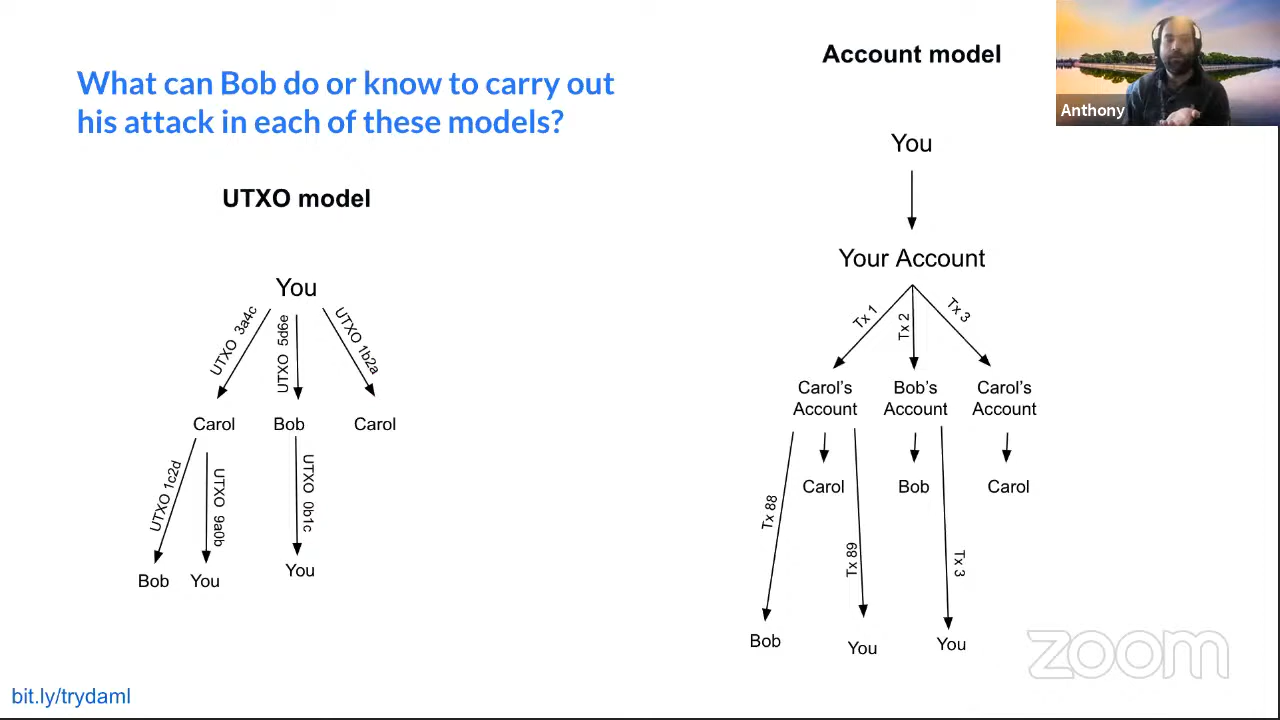 What can Bob do or know to carry out
his attack in each of these models?
UTXO model
You
UTXO 3a4c
UTXO 5d6e
UTXO 1b2a
Carol
Bob
Carol
UTXO 1c2d
UTXO 9a0b
UTXO 0b1c
Bob
You
You
Account model
You
Your Account
Tx 1
Tx 2
Tx 3
Carol's
Account
Bob's
Account
Carol's
Account
Carol
Bob
Carol
Tx 88
Tx 89
Tx 3
Bob
You
You
Anthony
zoom
bit.ly/trydaml